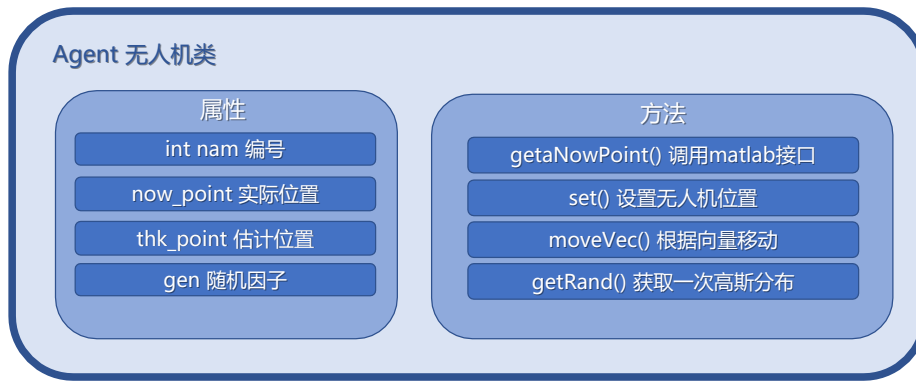 Agent 无人机类
属性
int nam 编号
now_point 实际位置
thk_point 估计位置
gen 随机因子
方法
getaNowPoint() 调用matlab接口
set() 设置无人机位置
moveVec() 根据向量移动
getRand() 获取一次高斯分布